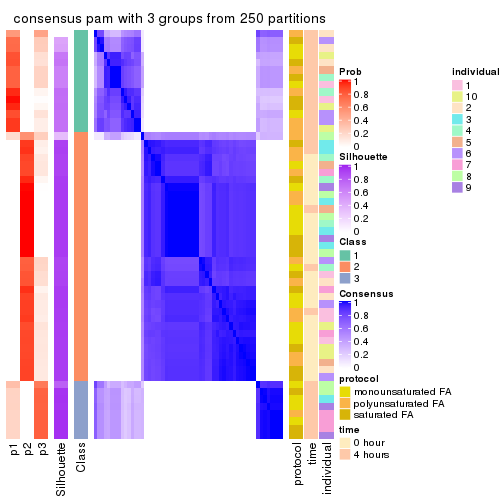 consensus pam with 3 groups from 250 partitions
Prob
1
0.8
0.6
0.4
0.2
0
Silhouette
1
0.8
0.6
0.4
0.2
0
Class
1
2
3
Consensus
1
0.8
0.6
0.4
0.2
0
protocol
monounsaturated FA
polyunsaturated FA
saturated FA
time
0 hour
4 hours
Individual
1
10
2
3
4
5
6
7
8
9
p1
p2
p3
Silhouette
Class
protocol
time
individual